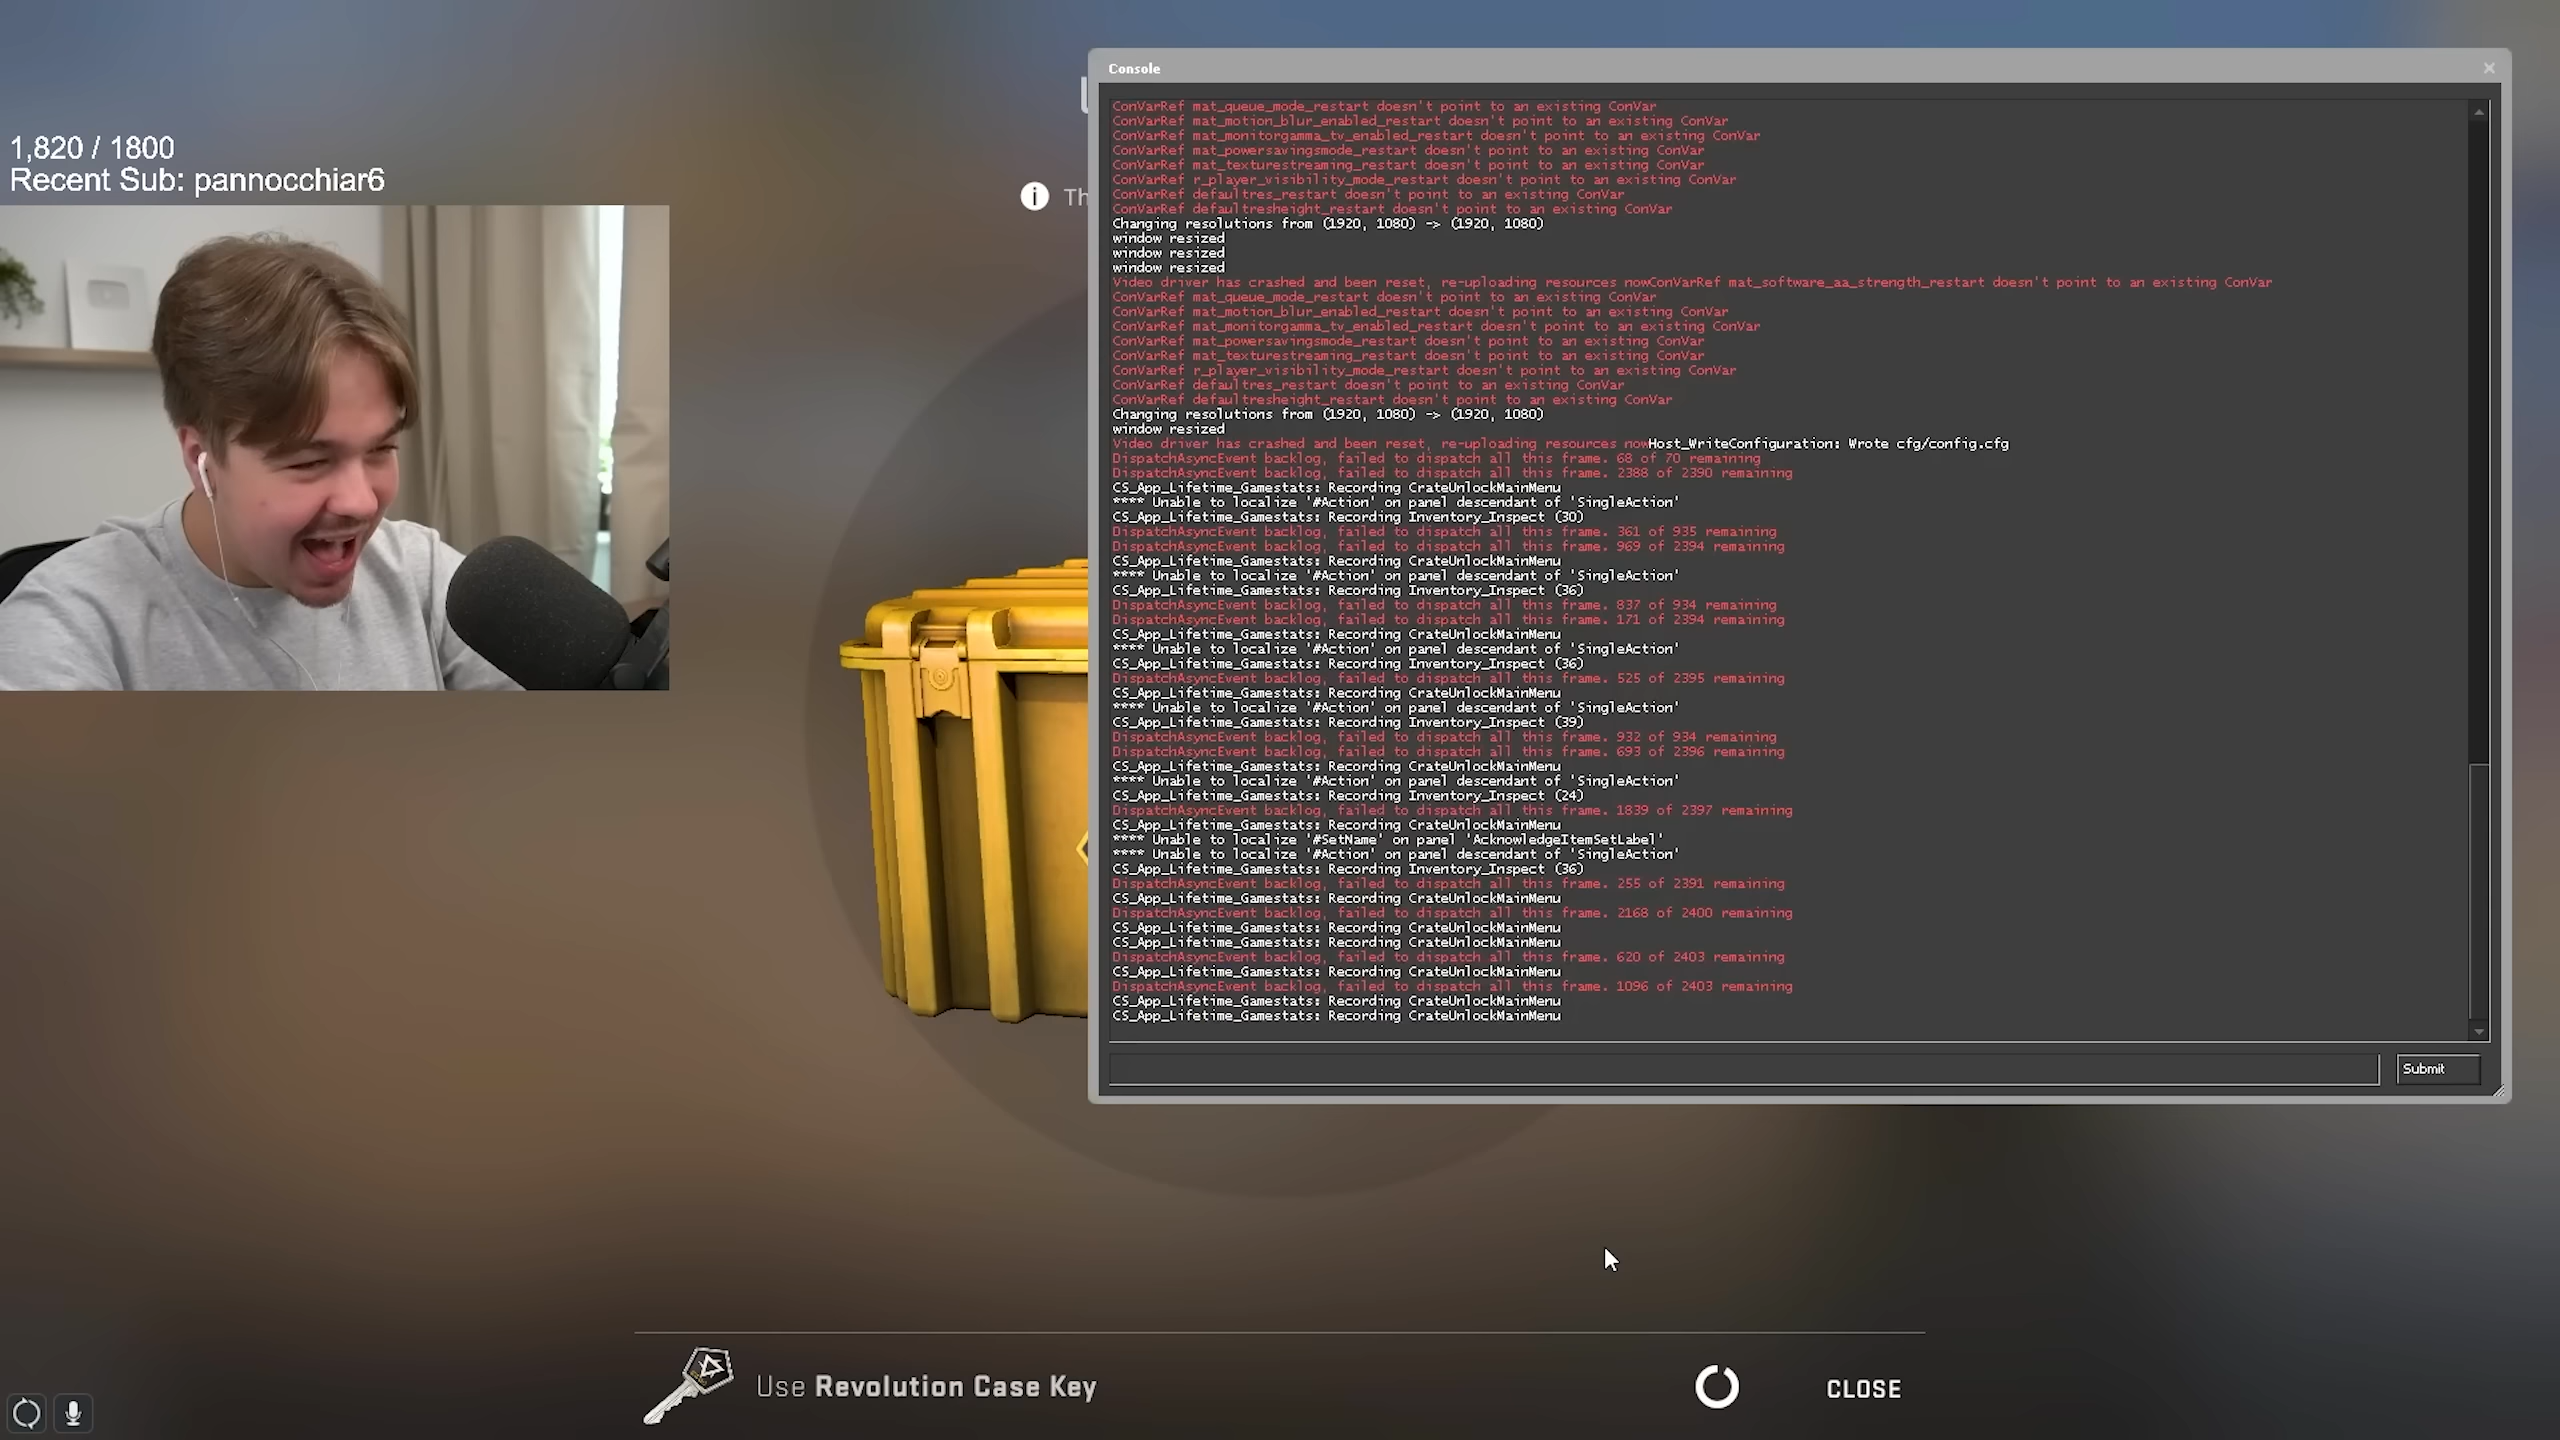 1,820 / 1800
Recent Sub: pannocchiar6
Th
Console
ConVarRef mat_queue_mode_restart doesn't point to an existing ConVar
ConVarRef mat_motion_blur_enabled_restart doesn't point to an existing ConVar
ConVarRef mat_monitorgamma_tv_enabled_restart doesn't point to an existing ConVar
ConVarRef mat_powersavingsmode_restart doesn't point to an existing ConVar
ConVarRef mat_texturestreaming_restart doesn't point to an existing ConVar
ConVarRef r_player_visibility_mode_restart doesn't point to an existing ConVar
ConVarRef defaultres_restart doesn't point to an existing ConVar
ConVarRef defaultresheight_restart doesn't point to an existing ConVar
Changing resolutions from (1920, 1080) -> (1920, 1080)
window resized
window resized
window resized
Video driver has crashed and been reset, re-uploading resources nowConVarRef mat_software_aa_strength_restart doesn't point to an existing ConVar
ConVarRef mat_queue_mode_restart doesn't point to an existing ConVar
ConVarRef mat_motion_blur_enabled_restart doesn't point to an existing ConVar
ConVarRef mat_monitorgamma_tv_enabled_restart doesn't point to an existing ConVar
ConVarRef mat_powersavingsmode_restart doesn't point to an existing ConVar
ConVarRef mat_texturestreaming_restart doesn't point to an existing ConVar
ConVarRef r_player_visibility_mode_restart doesn't point to an existing ConVar
ConVarRef defaultres_restart doesn't point to an existing ConVar
ConVarRef defaultresheight_restart doesn't point to an existing ConVar
Changing resolutions from (1920, 1080) -> (1920, 1080)
window resized
Video driver has crashed and been reset, re-uploading resources nowHost_WriteConfiguration: Wrote cfg/config.cfg
DispatchAsyncEvent backlog, failed to dispatch all this frame. 68 of 70 remaining
DispatchAsyncEvent backlog, failed to dispatch all this frame. 2388 of 2390 remaining
CS_App_Lifetime_Gamestats: Recording CrateUnlockMainMenu
**** Unable to localize '#Action' on panel descendant of 'SingleAction'
CS_App_Lifetime_Gamestats: Recording Inventory_Inspect (30)
DispatchAsyncEvent backlog, failed to dispatch all this frame. 361 of 935 remaining
DispatchAsyncEvent backlog, failed to dispatch all this frame. 969 of 2394 remaining
CS_App_Lifetime_Gamestats: Recording CrateUnlockMainMenu
**** Unable to localize '#Action' on panel descendant of 'SingleAction'
CS_App_Lifetime_Gamestats: Recording Inventory_Inspect (36)
DispatchAsyncEvent backlog, failed to dispatch all this frame. 837 of 934 remaining
DispatchAsyncEvent backlog, failed to dispatch all this frame. 171 of 2394 remaining
CS_App_Lifetime_Gamestats: Recording CrateUnlockMainMenu
**** Unable to localize '#Action' on panel descendant of 'SingleAction'
CS_App_Lifetime_Gamestats: Recording Inventory_Inspect (36)
DispatchAsyncEvent backlog, failed to dispatch all this frame. 525 of 2395 remaining
CS_App_Lifetime_Gamestats: Recording CrateUnlockMainMenu
**** Unable to localize '#Action' on panel descendant of 'SingleAction'
CS_App_Lifetime_Gamestats: Recording Inventory_Inspect (39)
DispatchAsyncEvent backlog, failed to dispatch all this frame. 932 of 934 remaining
DispatchAsyncEvent backlog, failed to dispatch all this frame. 693 of 2396 remaining
CS_App_Lifetime_Gamestats: Recording CrateUnlockMainMenu
**** Unable to localize '#Action' on panel descendant of 'SingleAction'
CS_App_Lifetime_Gamestats: Recording Inventory_Inspect (24)
DispatchAsyncEvent backlog, failed to dispatch all this frame. 1839 of 2397 remaining
CS_App_Lifetime_Gamestats: Recording CrateUnlockMainMenu
**** Unable to localize '#SetName' on panel 'AcknowledgeItemSetLabel'
**** Unable to localize '#Action' on panel descendant of 'SingleAction'
CS_App_Lifetime_Gamestats: Recording Inventory_Inspect (36)
DispatchAsyncEvent backlog, failed to dispatch all this frame. 255 of 2391 remaining
CS_App_Lifetime_Gamestats: Recording CrateUnlockMainMenu
DispatchAsyncEvent backlog, failed to dispatch all this frame. 2168 of 2400 remaining
CS_App_Lifetime_Gamestats: Recording CrateUnlockMainMenu
CS_App_Lifetime_Gamestats: Recording CrateUnlockMainMenu
DispatchAsyncEvent backlog, failed to dispatch all this frame. 620 of 2403 remaining
CS_App_Lifetime_Gamestats: Recording CrateUnlockMainMenu
DispatchAsyncEvent backlog, failed to dispatch all this frame. 1096 of 2403 remaining
CS_App_Lifetime_Gamestats: Recording CrateUnlockMainMenu
CS_App_Lifetime_Gamestats: Recording CrateUnlockMainMenu
Submit
Use Revolution Case Key
CLOSE